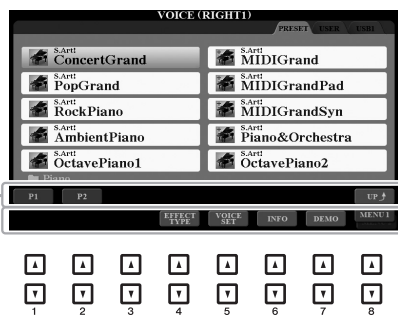 VOICE (RIGHT1)
PRESET USER USB1
S.Art!
ConcertGrand
S.Art!
MIDIGrand
S.Art!
PopGrand
S.Art!
MIDIGrandPad
S.Art!
RockPiano
S.Art!
MIDIGrandSyn
S.Art!
AmbientPiano
S.Art!
Piano&Orchestra
S.Art!
OctavePiano1
S.Art!
OctavePiano2
Piano
P1 P2 UP
EFFECT TYPE
VOICE SET
INFO DEMO MENU 1
1 2 3 4 5 6 7 8